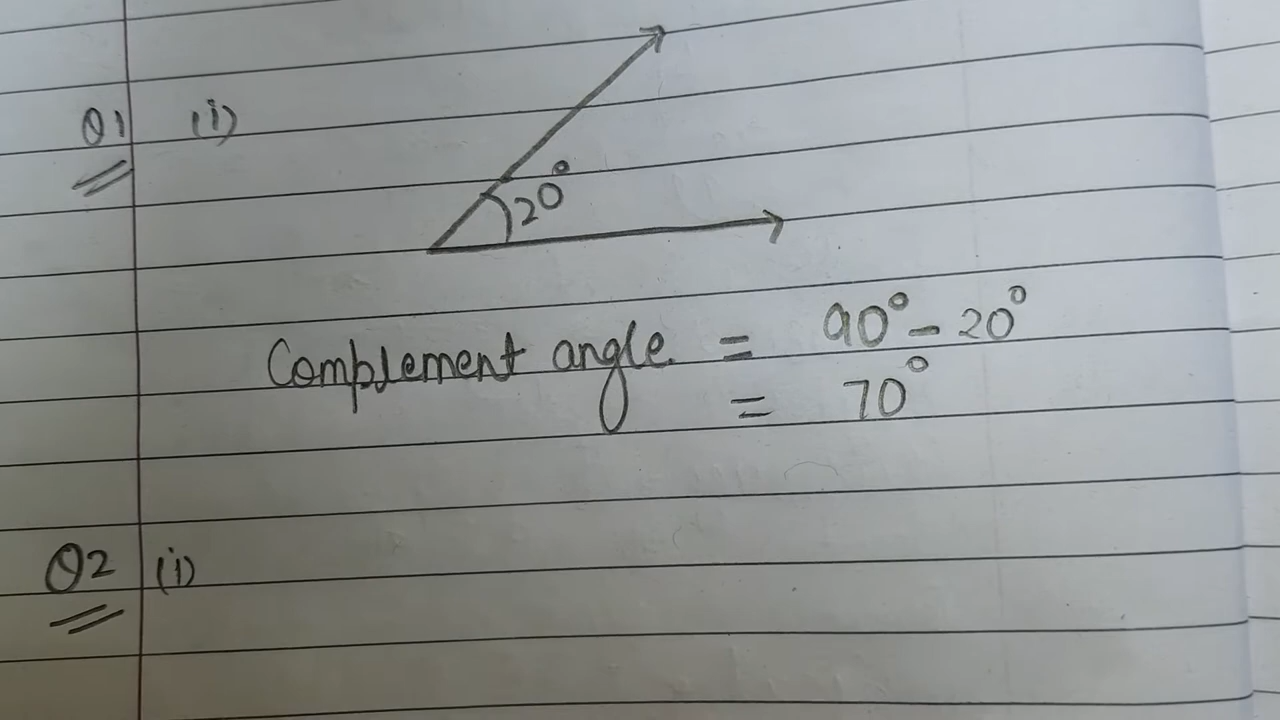 Q1 (i)
20°
Complement angle = 90° - 20°
= 70°
Q2 (i)